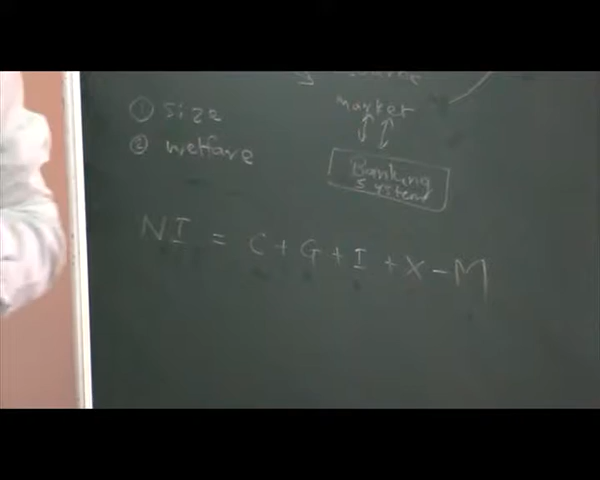 ① size
market
② welfare
Banking
system
NI = C + G + I + X - M